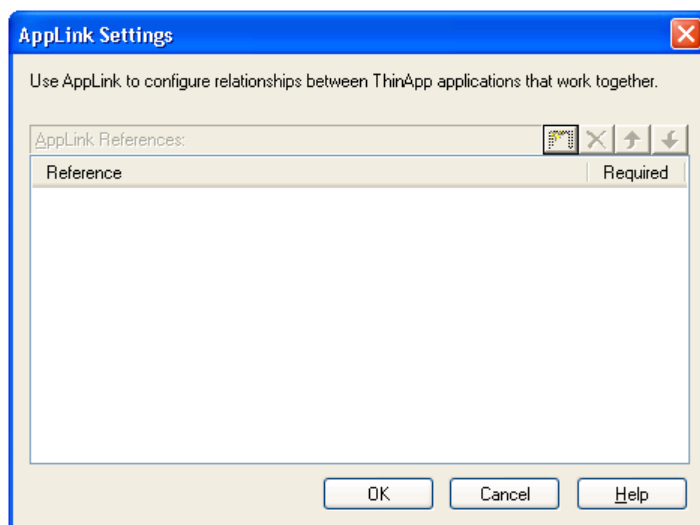 AppLink Settings
Use AppLink to configure relationships between ThinApp applications that work together.
AppLink References:
Reference Required
OK Cancel Help